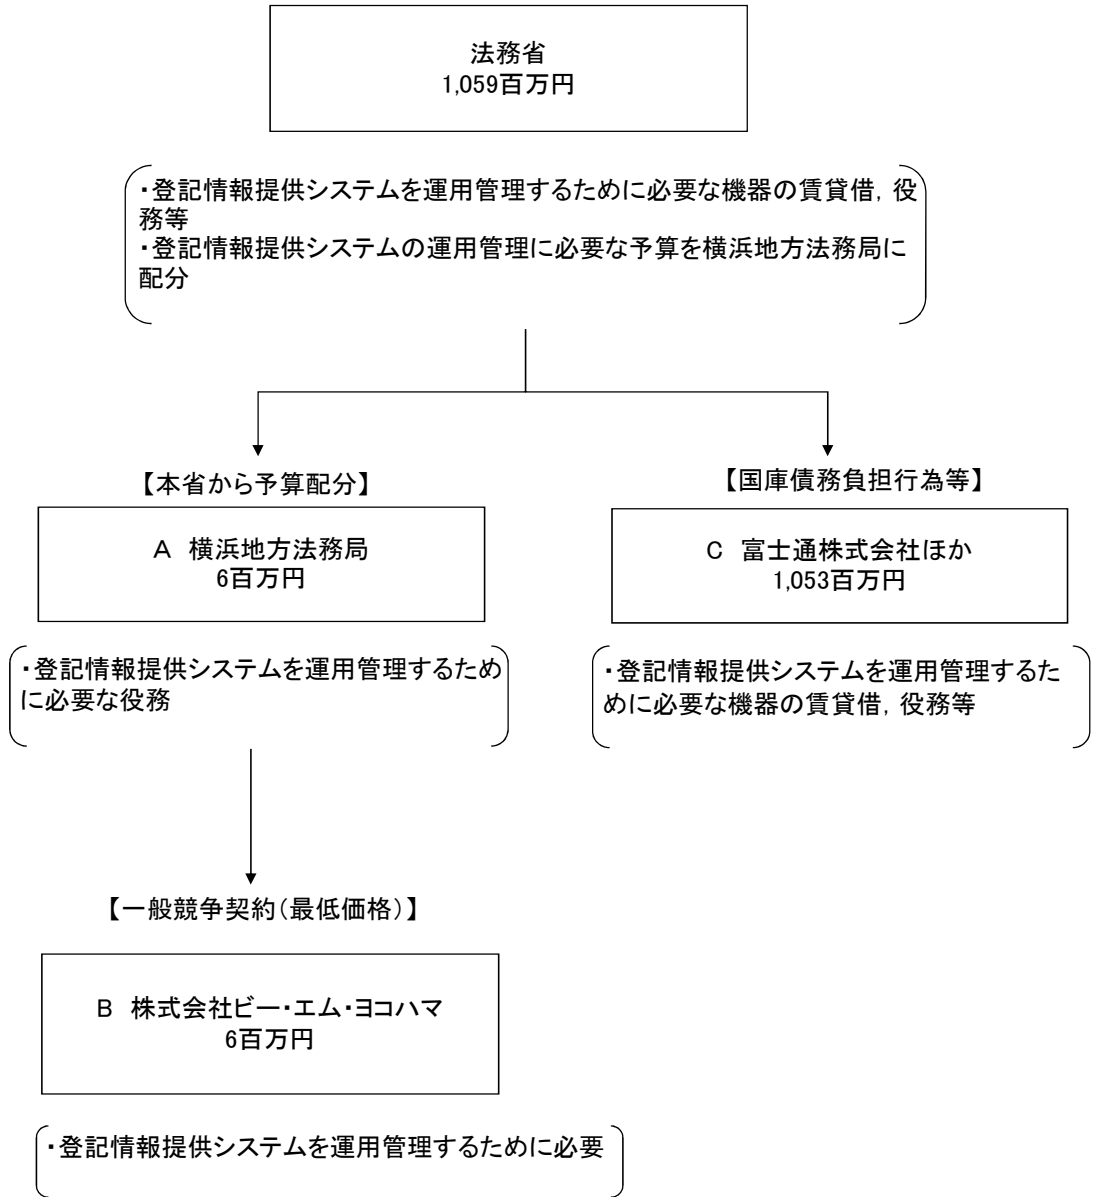 法務省
1,059百万円
・登記情報提供システムを運用管理するために必要な機器の賃貸借，役
務等
・登記情報提供システムの運用管理に必要な予算を横浜地方法務局に
配分
【本省から予算配分】
【国庫債務負担行為等】
A　横浜地方法務局
6百万円
C　富士通株式会社ほか
1,053百万円
・登記情報提供システムを運用管理するため
に必要な役務
・登記情報提供システムを運用管理するた
めに必要な機器の賃貸借，役務等
【一般競争契約（最低価格）】
B　株式会社ビー・エム・ヨコハマ
6百万円
・登記情報提供システムを運用管理するために必要